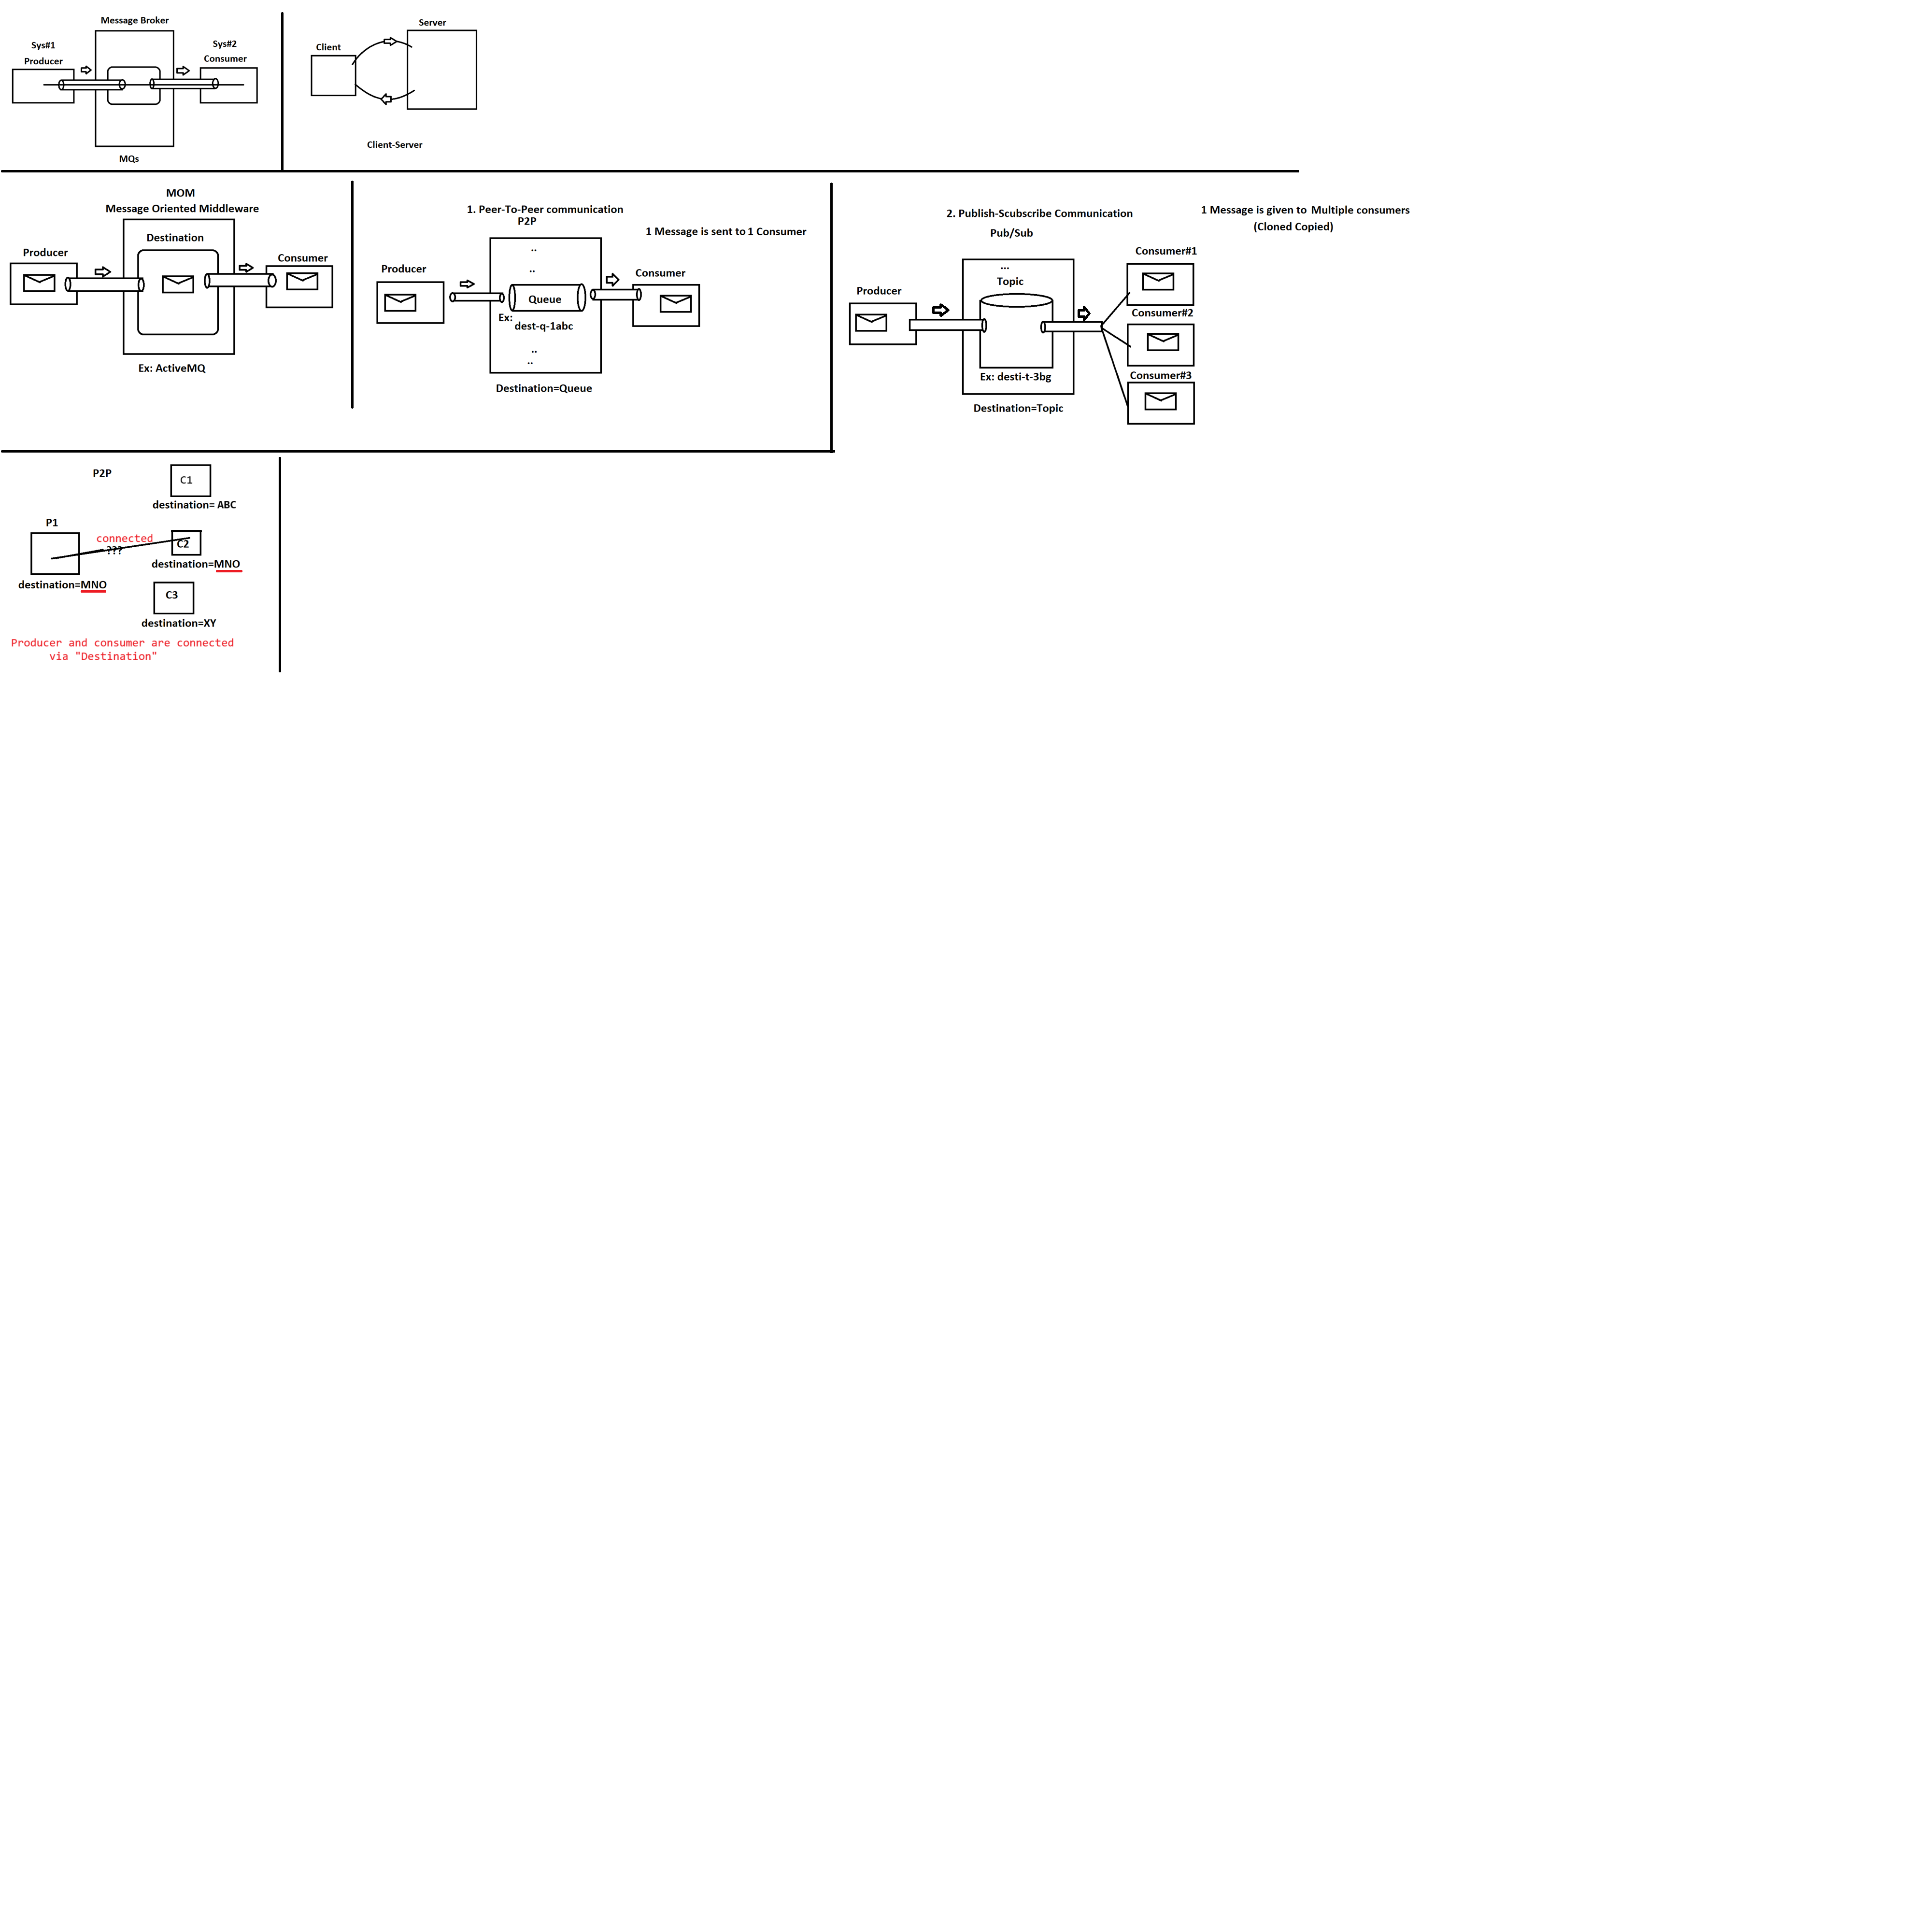 Message Broker
Sys#1
Producer
Sys#2
Consumer
MQs
Server
Client
Client-Server
MOM
Message Oriented Middleware
Destination
Producer
Consumer
Ex: ActiveMQ
1. Peer-To-Peer communication
P2P
1 Message is sent to 1 Consumer
..
..
Producer
Consumer
Queue
Ex:
dest-q-1abc
..
..
Destination=Queue
2. Publish-Scubscribe Communication
Pub/Sub
1 Message is given to Multiple consumers
(Cloned Copied)
...
Topic
Producer
Consumer#1
Consumer#2
Consumer#3
Ex: desti-t-3bg
Destination=Topic
P2P
C1
destination= ABC
P1
connected
???
C2
destination=MNO
destination=MNO
C3
destination=XY
Producer and consumer are connected
via "Destination"